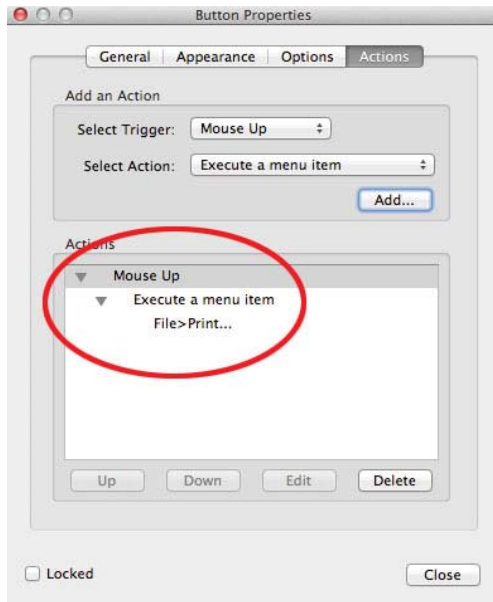 Button Properties
General Appearance Options Actions
Add an Action
Select Trigger: Mouse Up
Select Action: Execute a menu item
Add...
Actions
Mouse Up
Execute a menu item
File>Print...
Up Down Edit Delete
Locked Close